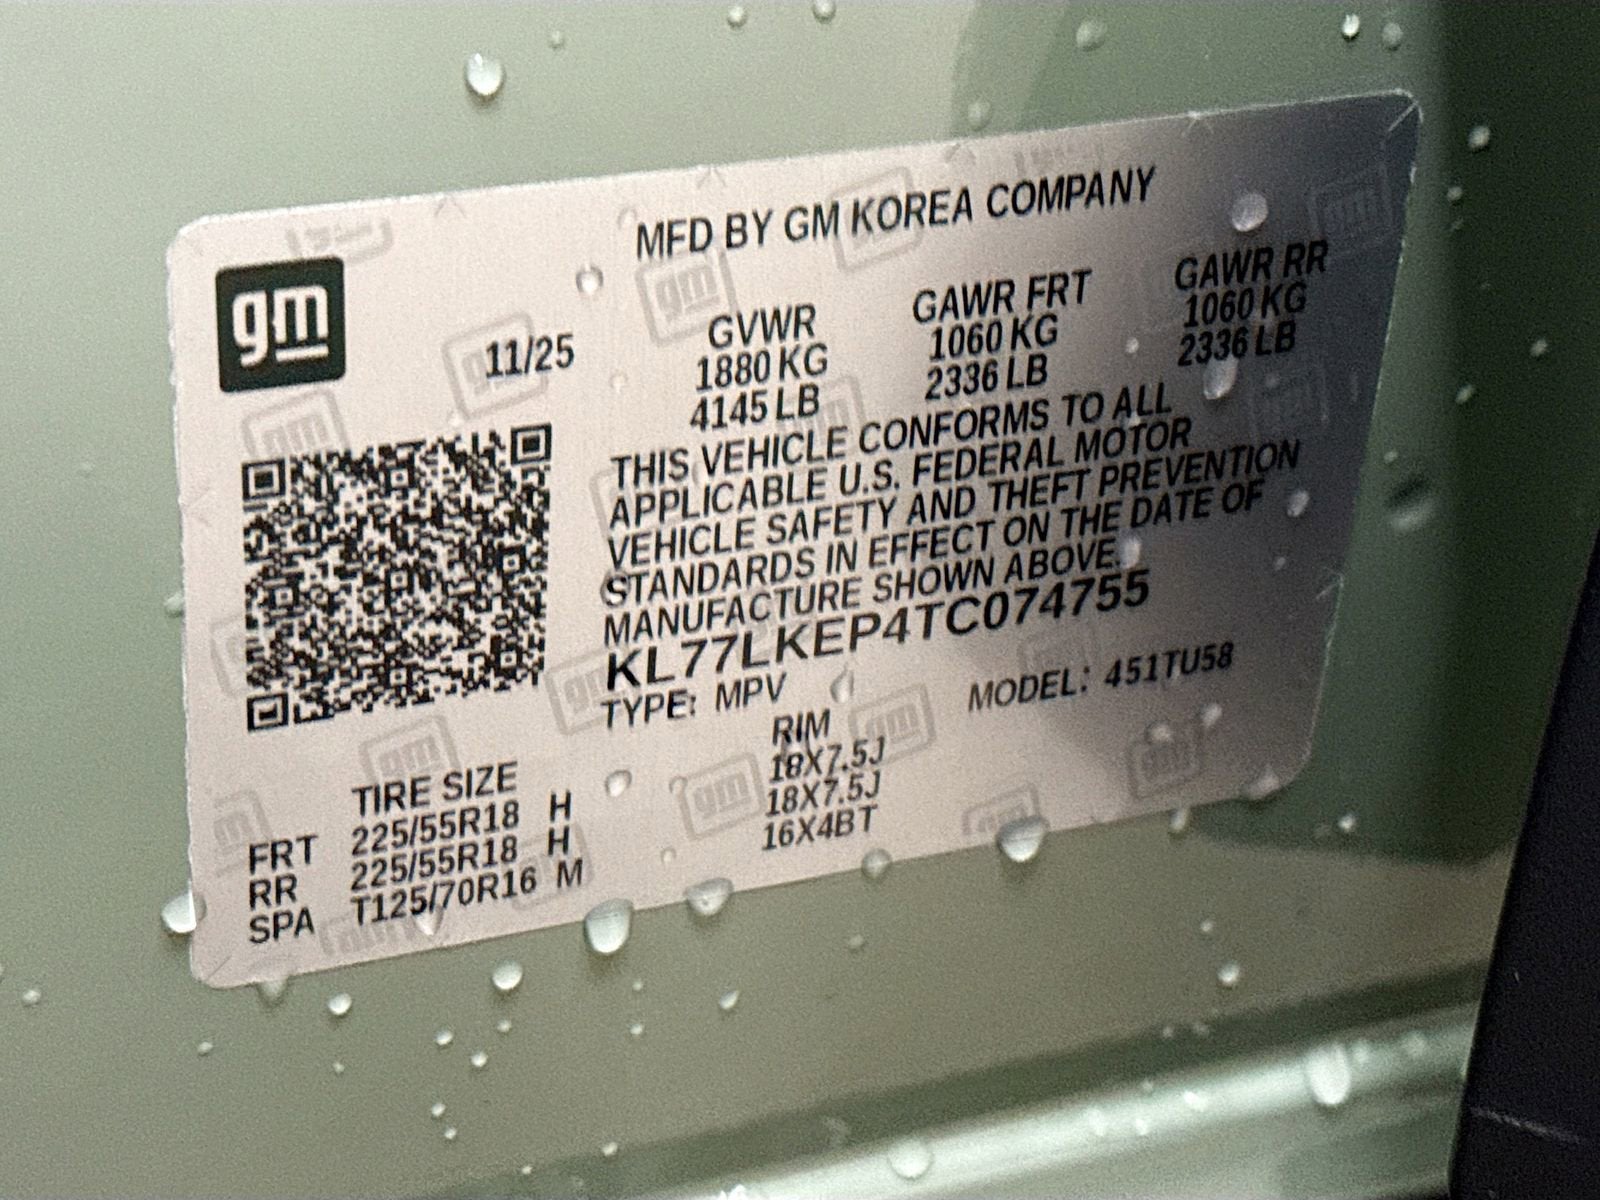 MFD BY GM KOREA COMPANY
gm
11/25
GVWR GAWR FRT GAWR RR
1880 KG 1060 KG 1060 KG
4145 LB 2336 LB 2336 LB
THIS VEHICLE CONFORMS TO ALL
APPLICABLE U.S. FEDERAL MOTOR
VEHICLE SAFETY AND THEFT PREVENTION
STANDARDS IN EFFECT ON THE DATE OF
MANUFACTURE SHOWN ABOVE.
KL77LKEP4TC074755
TYPE: MPV MODEL: 451TU58
TIRE SIZE RIM
FRT 225/55R18 H 18X7.5J
RR 225/55R18 H 18X7.5J
SPA T125/70R16 M 16X4BT